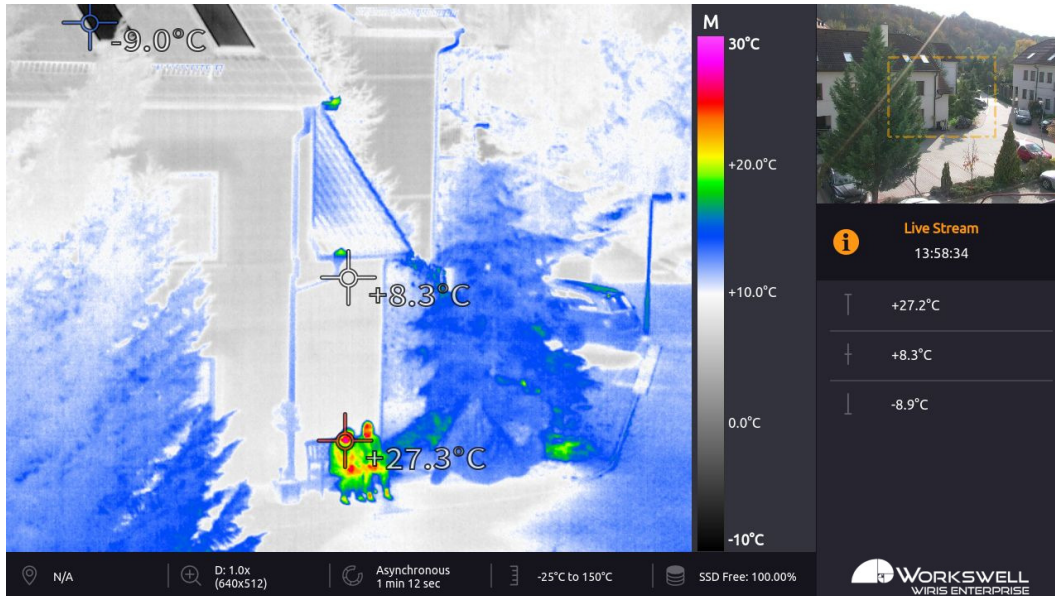 -9.0°C
+8.3°C
+27.3°C
M
30°C
+20.0°C
+10.0°C
0.0°C
-10°C
Live Stream
13:58:34
+27.2°C
+8.3°C
-8.9°C
N/A
D: 1.0x
(640x512)
Asynchronous
1 min 12 sec
-25°C to 150°C
SSD Free: 100.00%
WORKSWELL
WIRIS ENTERPRISE